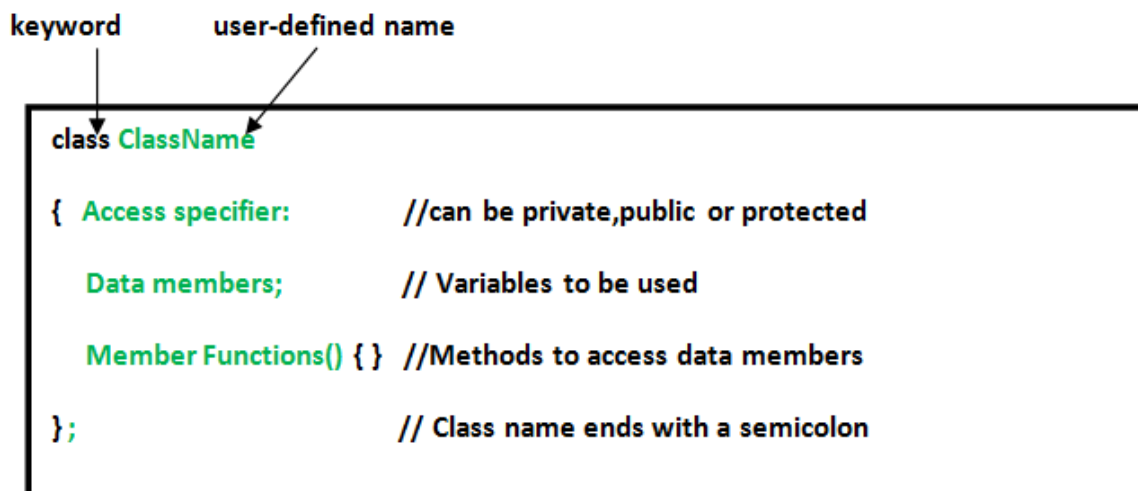 keyword user-defined name
class ClassName
{ Access specifier: //can be private,public or protected
Data members; // Variables to be used
Member Functions() { } //Methods to access data members
} ; // Class name ends with a semicolon